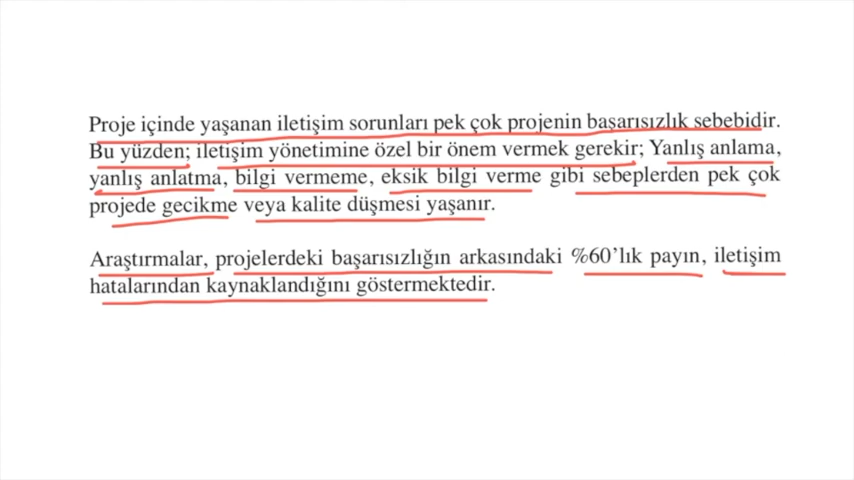 Proje içinde yaşanan iletişim sorunları pek çok projenin başarısızlık sebebidir.
Bu yüzden; iletişim yönetimine özel bir önem vermek gerekir; Yanlış anlama,
yanlış anlatma, bilgi vermeme, eksik bilgi verme gibi sebeplerden pek çok
projede gecikme veya kalite düşmesi yaşanır.
Araştırmalar, projelerdeki başarısızlığın arkasındaki %60’lık payın, iletişim
hatalarından kaynaklandığını göstermektedir.